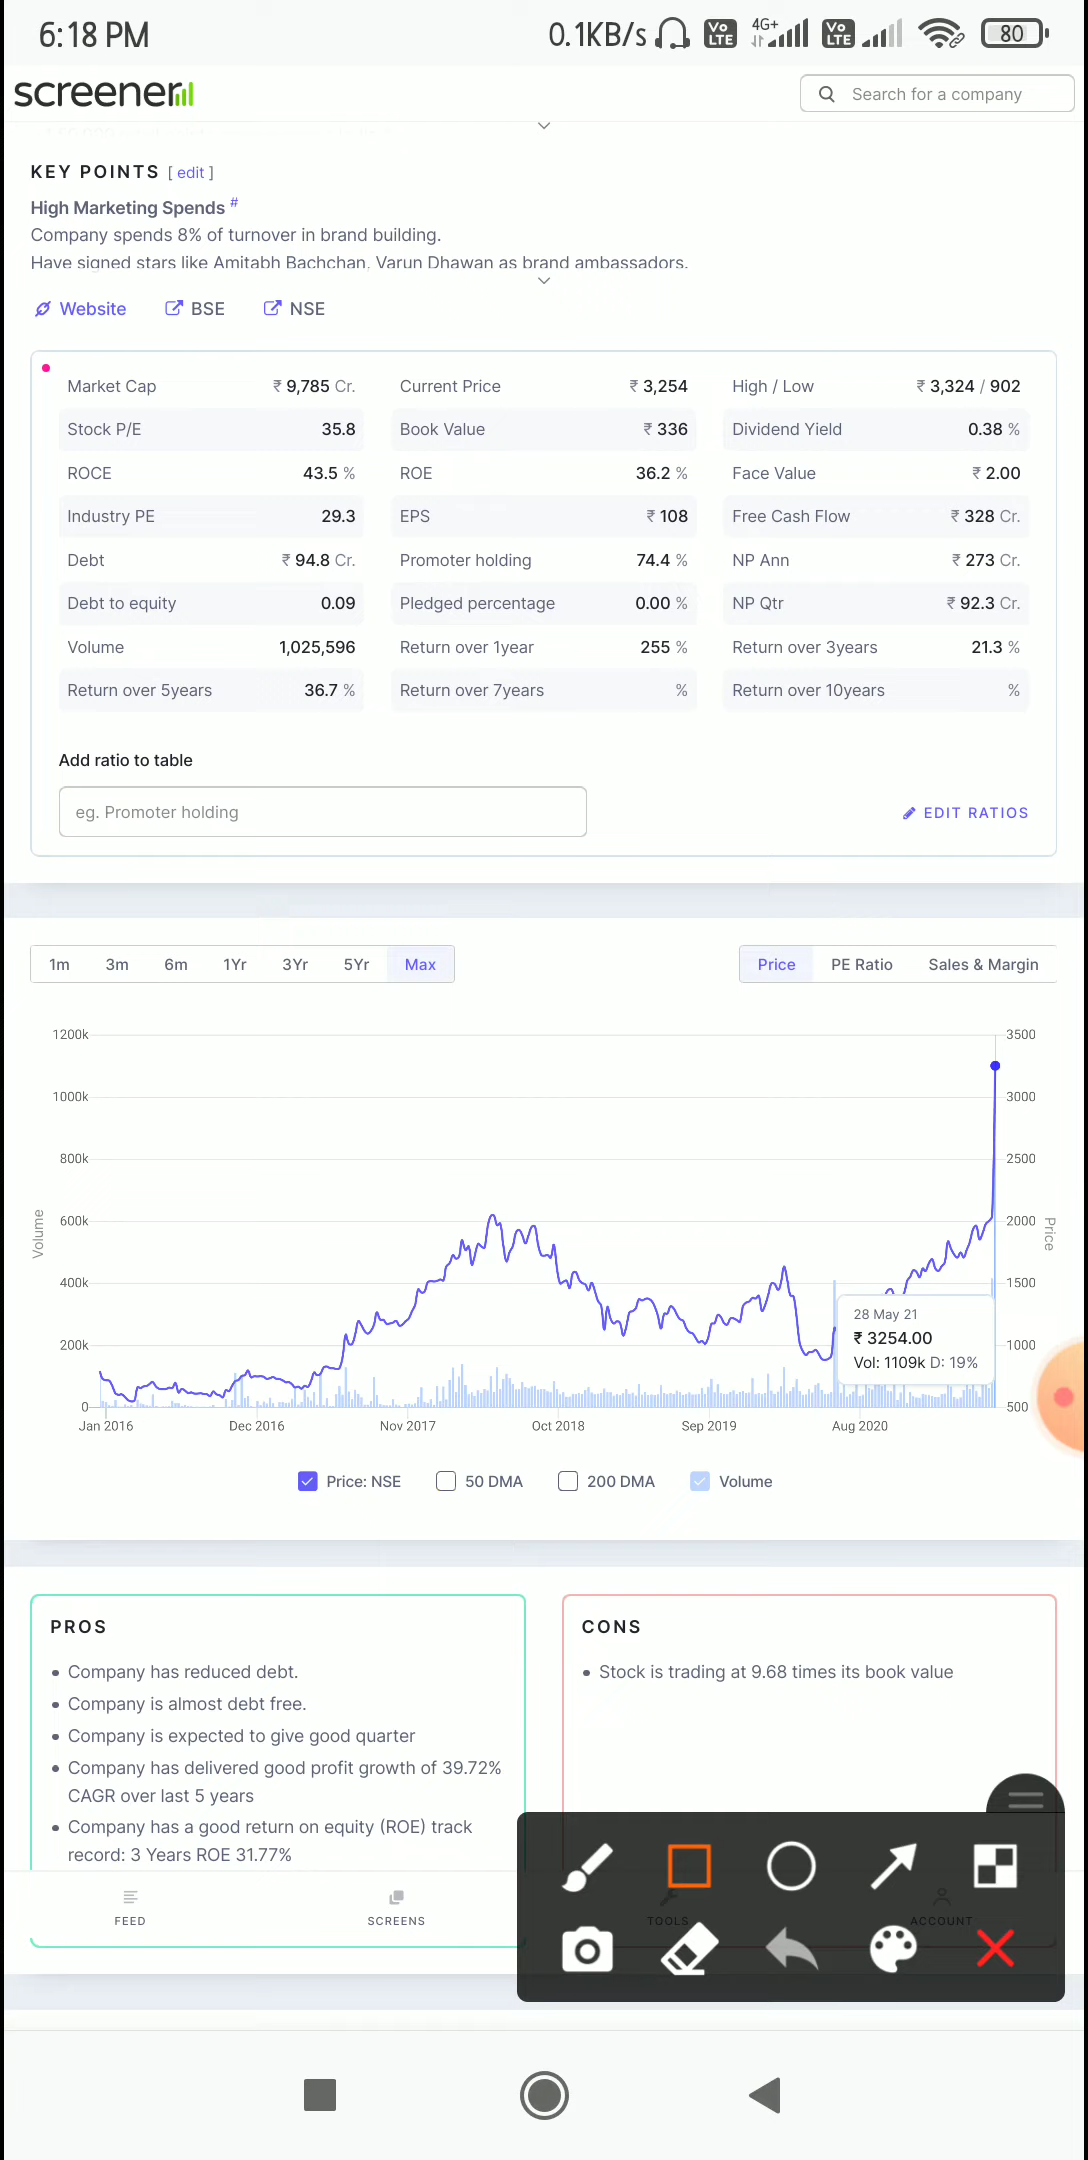 6:18 PM 0.1KB/s Vo LTE 4G+ Vo LTE 80
screener Search for a company
KEY POINTS [ edit ]
High Marketing Spends #
Company spends 8% of turnover in brand building.
Have signed stars like Amitabh Bachchan, Varun Dhawan as brand ambassadors.
Website BSE NSE
Market Cap ₹ 9,785 Cr. Current Price ₹ 3,254 High / Low ₹ 3,324 / 902
Stock P/E 35.8 Book Value ₹ 336 Dividend Yield 0.38 %
ROCE 43.5 % ROE 36.2 % Face Value ₹ 2.00
Industry PE 29.3 EPS ₹ 108 Free Cash Flow ₹ 328 Cr.
Debt ₹ 94.8 Cr. Promoter holding 74.4 % NP Ann ₹ 273 Cr.
Debt to equity 0.09 Pledged percentage 0.00 % NP Qtr ₹ 92.3 Cr.
Volume 1,025,596 Return over 1year 255 % Return over 3years 21.3 %
Return over 5years 36.7 % Return over 7years % Return over 10years %
Add ratio to table
eg. Promoter holding EDIT RATIOS
1m 3m 6m 1Yr 3Yr 5Yr Max Price PE Ratio Sales & Margin
1200k 3500
1000k 3000
800k 2500
600k 2000
Volume Price
400k 1500
28 May 21
₹ 3254.00
200k 1000
Vol: 1109k D: 19%
0 500
Jan 2016 Dec 2016 Nov 2017 Oct 2018 Sep 2019 Aug 2020
Price: NSE 50 DMA 200 DMA Volume
PROS
Company has reduced debt.
Company is almost debt free.
Company is expected to give good quarter
Company has delivered good profit growth of 39.72%
CAGR over last 5 years
Company has a good return on equity (ROE) track
record: 3 Years ROE 31.77%
CONS
Stock is trading at 9.68 times its book value
FEED SCREENS TOOLS ACCOUNT